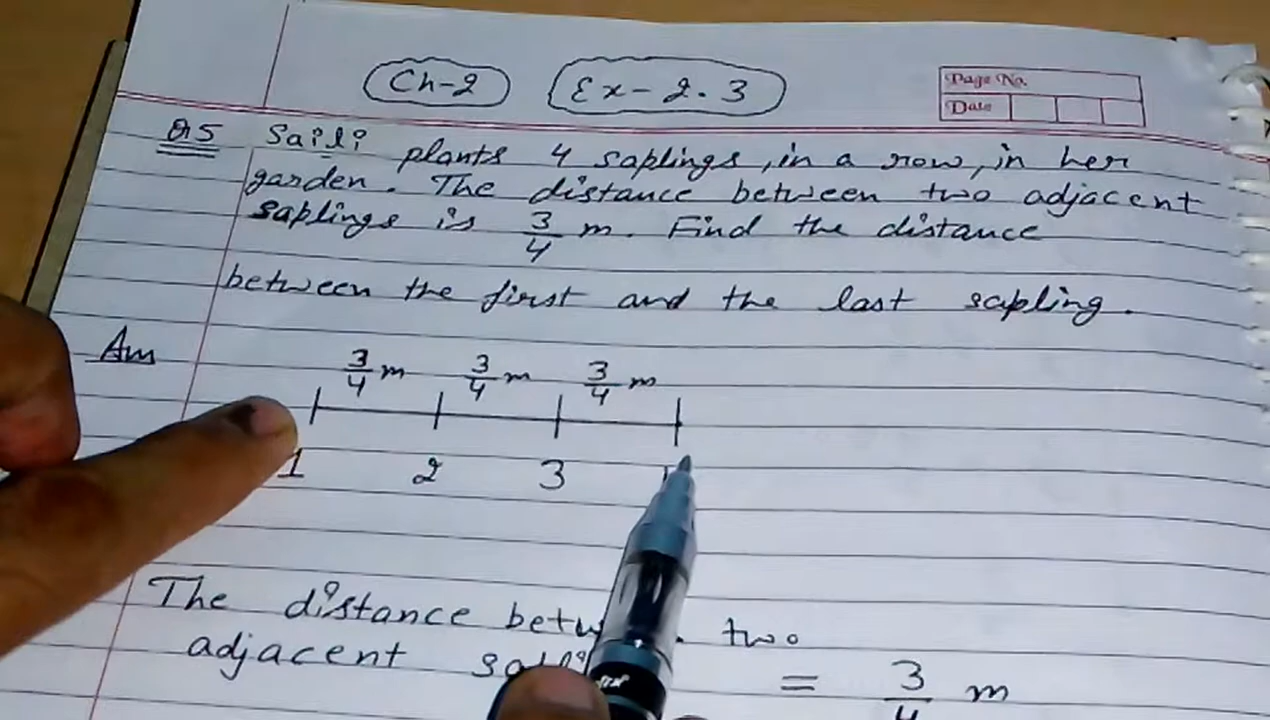 Ch-2 Ex-2.3
Page No.
Date
Q5 Saili plants 4 saplings, in a row, in her
garden. The distance between two adjacent
saplings is 3/4 m. Find the distance
between the first and the last sapling.
Ans
3/4 m 3/4 m 3/4 m
1 2 3
The distance two
adjacent
= 3/4 m